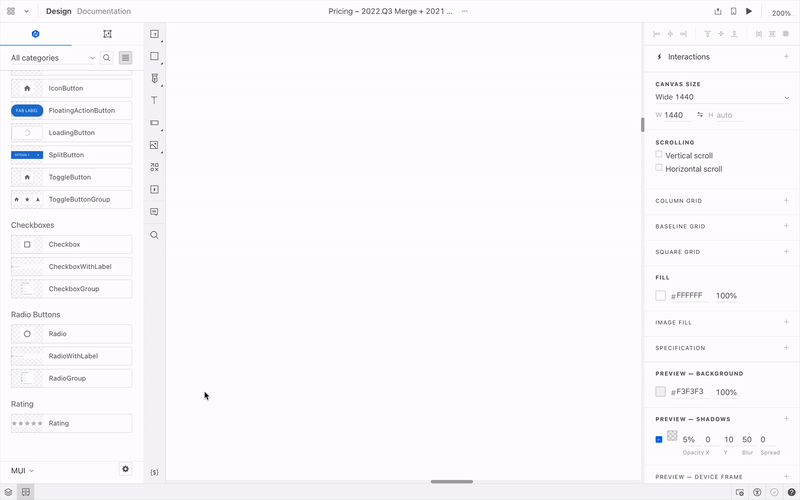 Design Documentation
Pricing – 2022.Q3 Merge + 2021 ... ···
200%
All categories
IconButton
FAB LABEL FloatingActionButton
LoadingButton
SplitButton
ToggleButton
ToggleButtonGroup
Checkboxes
Checkbox
CheckboxWithLabel
CheckboxGroup
Radio Buttons
Radio
RadioWithLabel
RadioGroup
Rating
Rating
MUI
{$}
Interactions
CANVAS SIZE
Wide 1440
W 1440 H auto
SCROLLING
Vertical scroll
Horizontal scroll
COLUMN GRID
BASELINE GRID
SQUARE GRID
FILL
#FFFFFF 100%
IMAGE FILL
SPECIFICATION
PREVIEW — BACKGROUND
#F3F3F3 100%
PREVIEW — SHADOWS
5% 0 10 50 0
Opacity X Y Blur Spread
PREVIEW — DEVICE FRAME